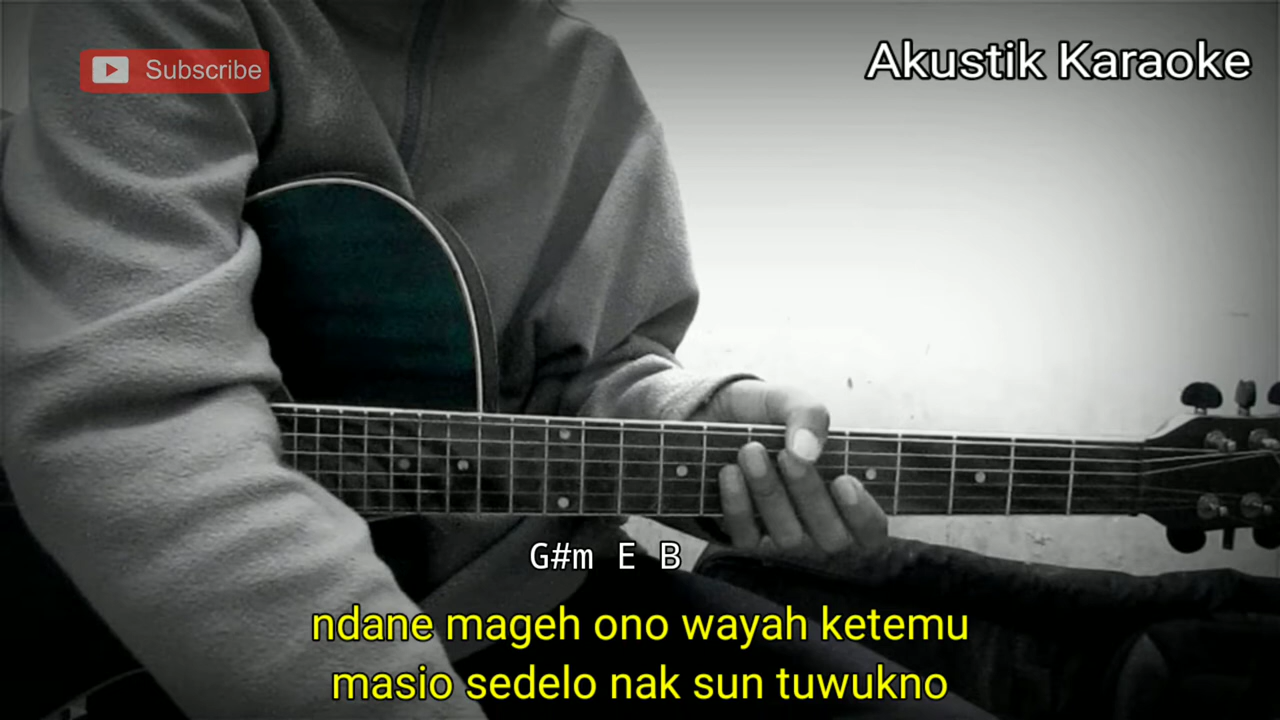 Subscribe
Akustik Karaoke
G#m E B
ndane mageh ono wayah ketemu
masio sedelo nak sun tuwukno